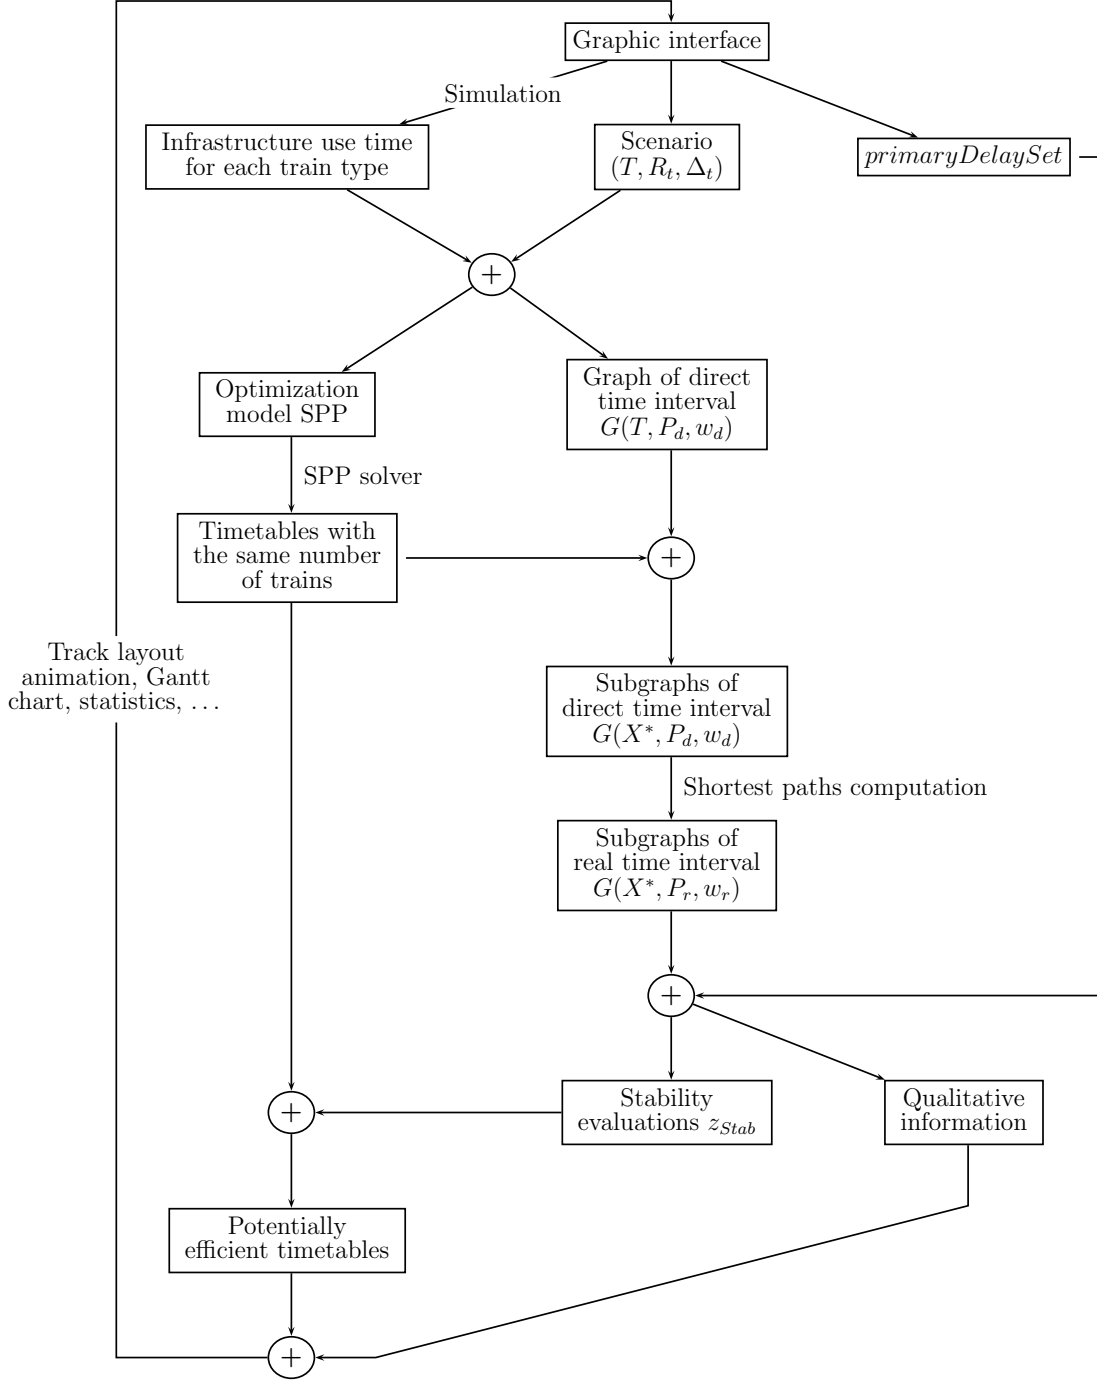 Graphic interface
Simulation
Infrastructure use time
for each train type
Scenario
(T, R_t, Δ_t)
primaryDelaySet
+
Optimization
model SPP
Graph of direct
time interval
G(T, P_d, w_d)
SPP solver
Timetables with
the same number
of trains
+
Track layout
animation, Gantt
chart, statistics, ...
Subgraphs of
direct time interval
G(X*, P_d, w_d)
Shortest paths computation
Subgraphs of
real time interval
G(X*, P_r, w_r)
+
Stability
evaluations z_Stab
Qualitative
information
+
Potentially
efficient timetables
+